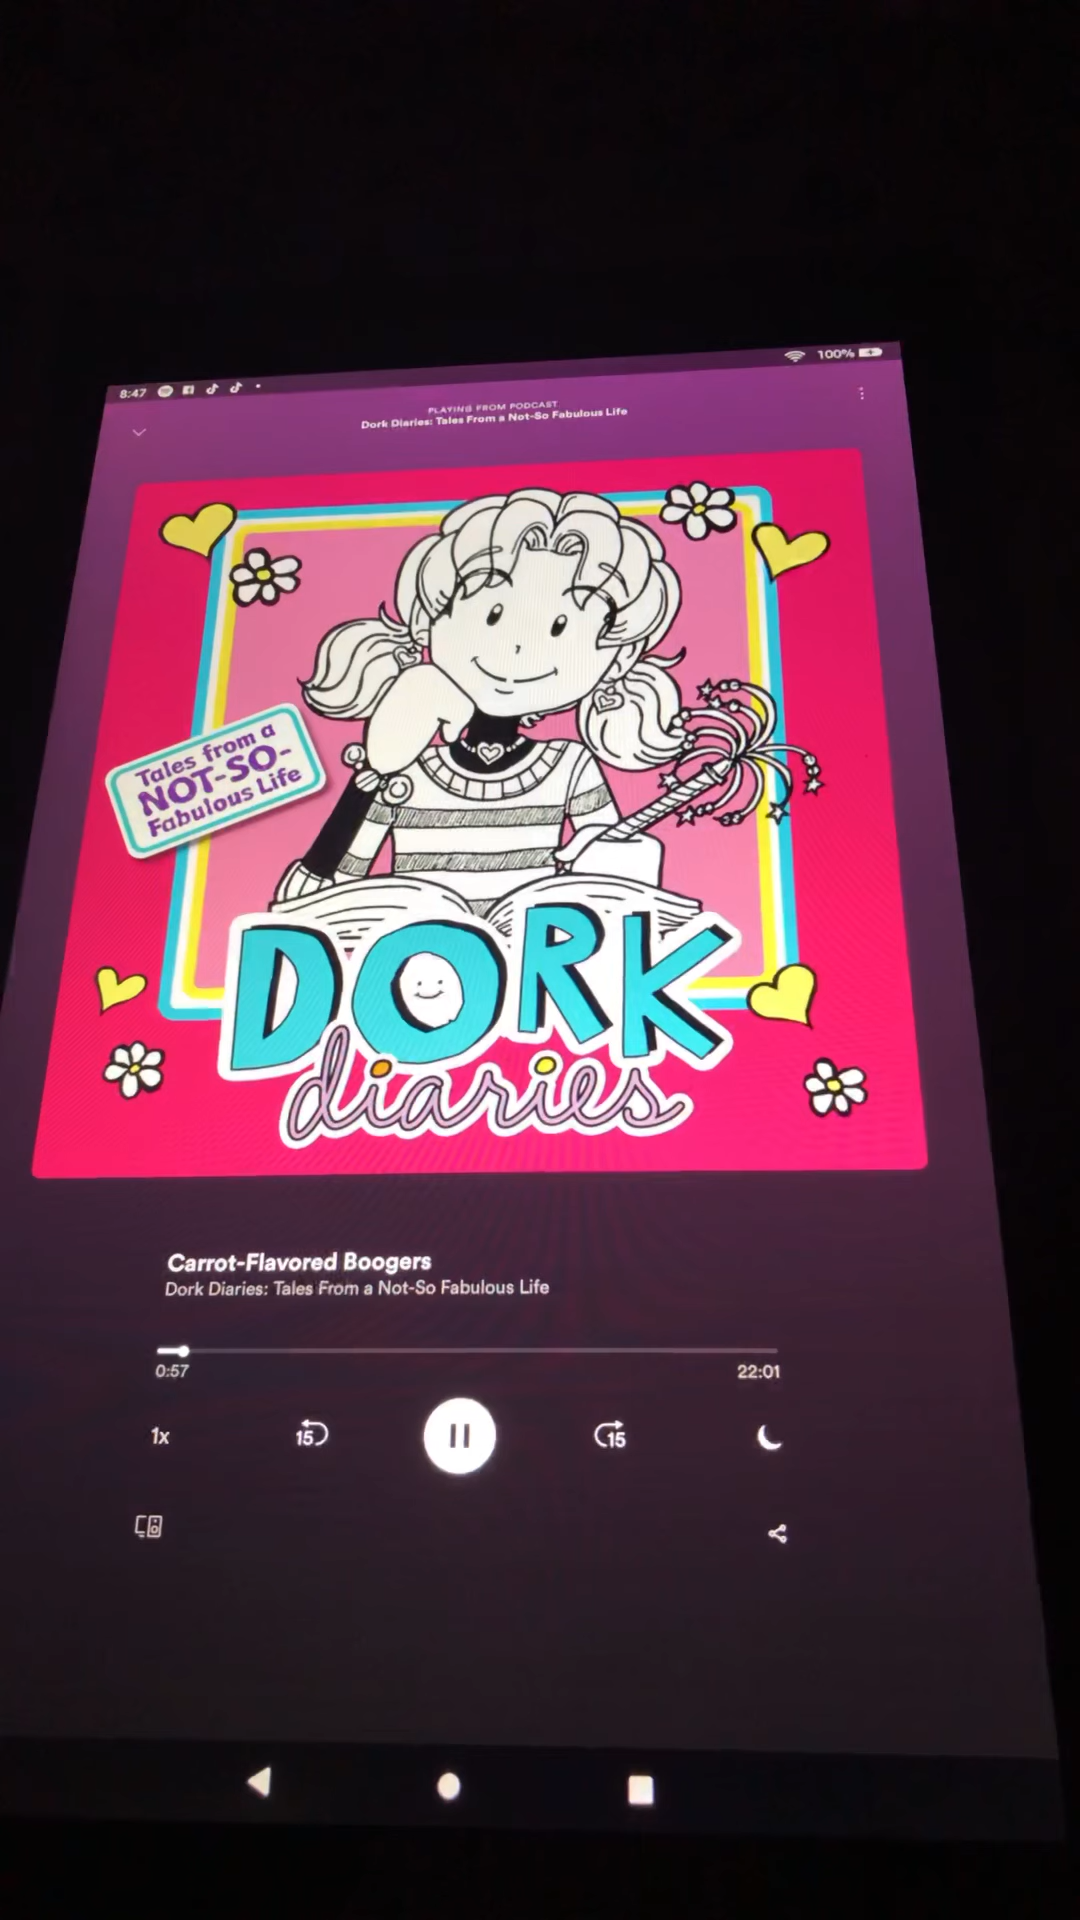 8:47
100%
PLAYING FROM PODCAST
Dork Diaries: Tales From a Not-So Fabulous Life
Tales from a
NOT-SO-
Fabulous Life
DORK
diaries
Carrot-Flavored Boogers
Dork Diaries: Tales From a Not-So Fabulous Life
0:57
22:01
1x
15
15